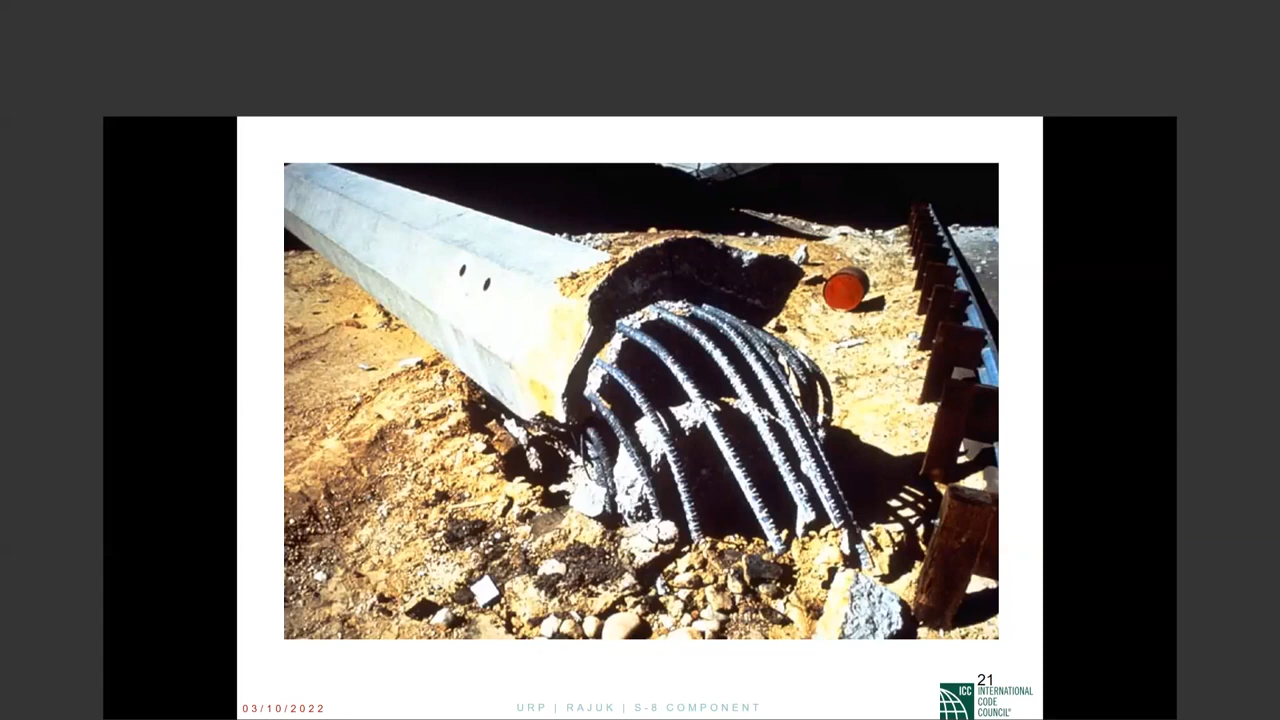 21
ICC INTERNATIONAL
CODE
COUNCIL®
03/10/2022
URP | RAJUK | S-8 COMPONENT